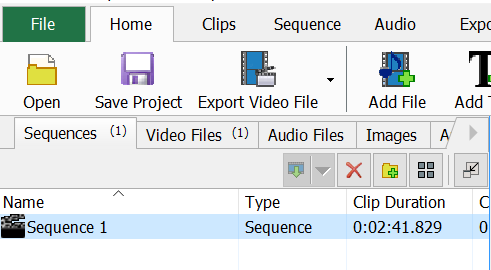 File Home Clips Sequence Audio
Open Save Project Export Video File Add File Add
Sequences (1) Video Files (1) Audio Files Images
Name Type Clip Duration
Sequence 1 Sequence 0:02:41.829